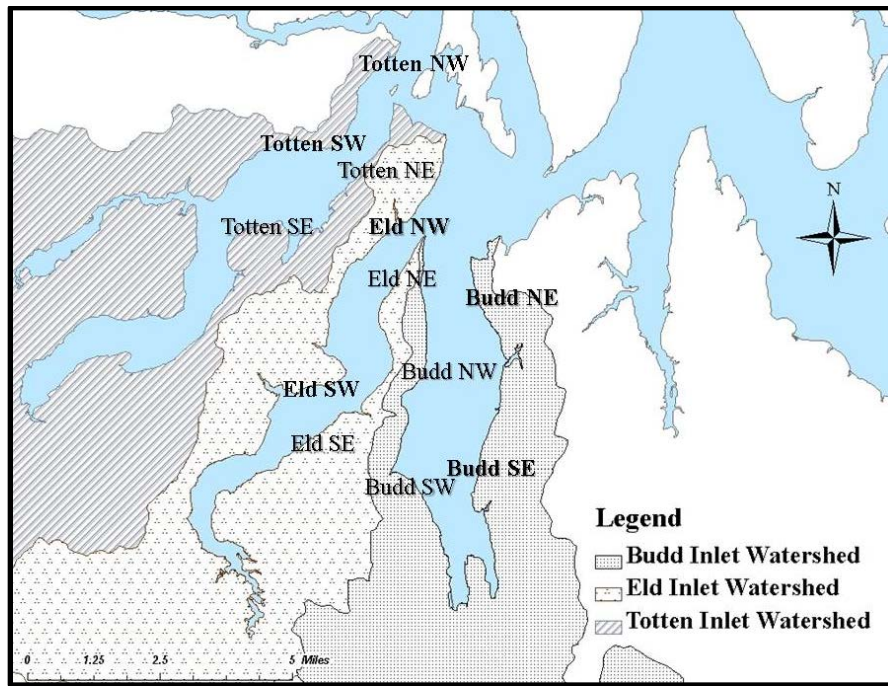 Totten NW
Totten SW
Totten NE
Totten SE
Eld NW
N
Eld NE
Budd NE
Budd NW
Eld SW
Eld SE
Budd SE
Budd SW
Legend
Budd Inlet Watershed
Eld Inlet Watershed
Totten Inlet Watershed
0 1.25 2.5 5 Miles